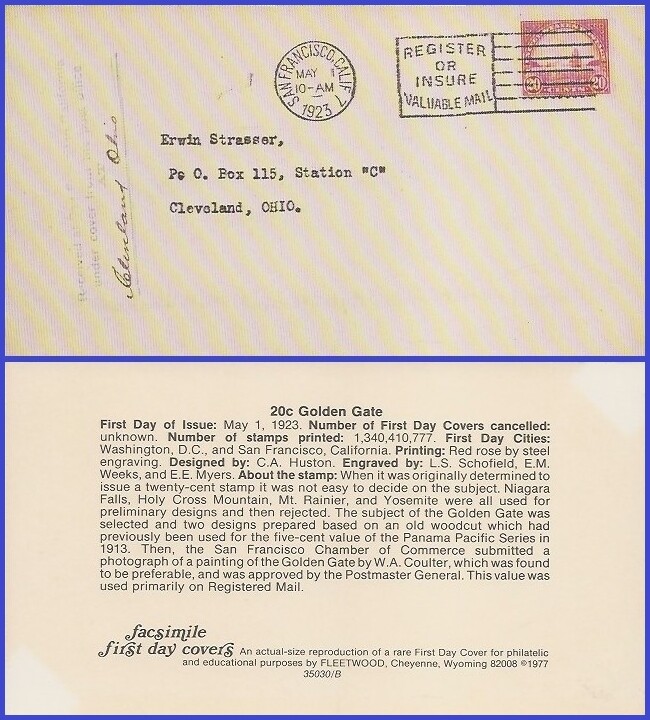 SAN FRANCISCO, CALIF. 7
MAY 1
10-AM
1923
REGISTER
OR
INSURE
VALUABLE MAIL
20 20
Erwin Strasser,
Po O. Box 115, Station "C"
Cleveland, OHIO.
under cover from
Cleveland Ohio
20c Golden Gate
First Day of Issue: May 1, 1923. Number of First Day Covers cancelled:
unknown. Number of stamps printed: 1,340,410,777. First Day Cities:
Washington, D.C., and San Francisco, California. Printing: Red rose by steel
engraving. Designed by: C.A. Huston. Engraved by: L.S. Schofield, E.M.
Weeks, and E.E. Myers. About the stamp: When it was originally determined to
issue a twenty-cent stamp it was not easy to decide on the subject. Niagara
Falls, Holy Cross Mountain, Mt. Rainier, and Yosemite were all used for
preliminary designs and then rejected. The subject of the Golden Gate was
selected and two designs prepared based on an old woodcut which had
previously been used for the five-cent value of the Panama Pacific Series in
1913. Then, the San Francisco Chamber of Commerce submitted a
photograph of a painting of the Golden Gate by W.A. Coulter, which was found
to be preferable, and was approved by the Postmaster General. This value was
used primarily on Registered Mail.
facsimile
first day covers An actual-size reproduction of a rare First Day Cover for philatelic
and educational purposes by FLEETWOOD, Cheyenne, Wyoming 82008 ©1977
35030/B